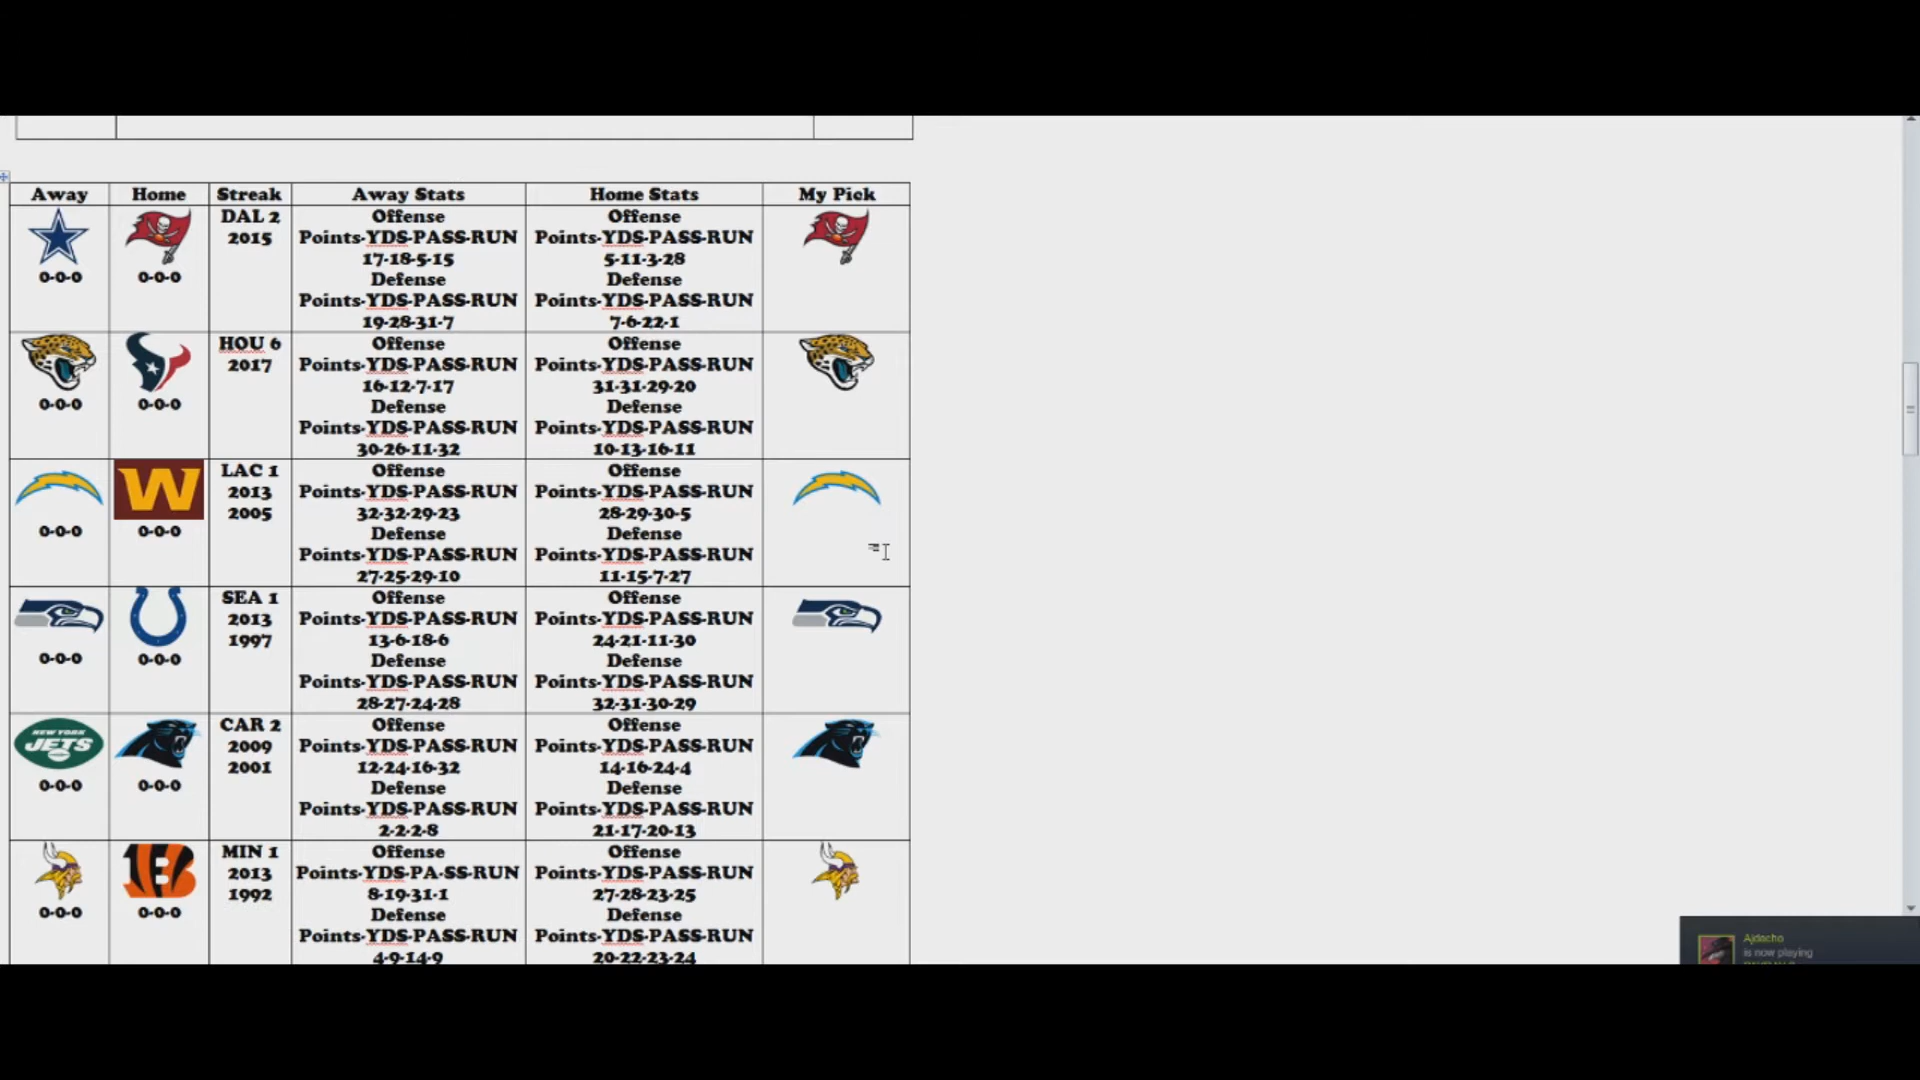 Away Home Streak Away Stats Home Stats My Pick
DAL 2 Offense Offense
2015 Points-YDS-PASS-RUN Points-YDS-PASS-RUN
17-18-5-15 5-11-3-28
0-0-0 0-0-0 Defense Defense
Points-YDS-PASS-RUN Points-YDS-PASS-RUN
19-28-31-7 7-6-22-1
HOU 6 Offense Offense
2017 Points-YDS-PASS-RUN Points-YDS-PASS-RUN
16-12-7-17 31-31-29-20
0-0-0 0-0-0 Defense Defense
Points-YDS-PASS-RUN Points-YDS-PASS-RUN
30-26-11-32 10-13-16-11
W LAC 1 Offense Offense
2013 Points-YDS-PASS-RUN Points-YDS-PASS-RUN
2005 32-32-29-23 28-29-30-5
0-0-0 0-0-0 Defense Defense
Points-YDS-PASS-RUN Points-YDS-PASS-RUN
27-25-29-10 11-15-7-27
SEA 1 Offense Offense
2013 Points-YDS-PASS-RUN Points-YDS-PASS-RUN
1997 13-6-18-6 24-21-11-30
0-0-0 0-0-0 Defense Defense
Points-YDS-PASS-RUN Points-YDS-PASS-RUN
28-27-24-28 32-31-30-29
NEW YORK CAR 2 Offense Offense
JETS 2009 Points-YDS-PASS-RUN Points-YDS-PASS-RUN
2001 12-24-16-32 14-16-24-4
0-0-0 0-0-0 Defense Defense
Points-YDS-PASS-RUN Points-YDS-PASS-RUN
2-2-2-8 21-17-20-13
B MIN 1 Offense Offense
2013 Points-YDS-PA-SS-RUN Points-YDS-PASS-RUN
1992 8-19-31-1 27-28-23-25
0-0-0 0-0-0 Defense Defense
Points-YDS-PASS-RUN Points-YDS-PASS-RUN
4-9-14-9 20-22-23-24
Ajdacho
is now playing